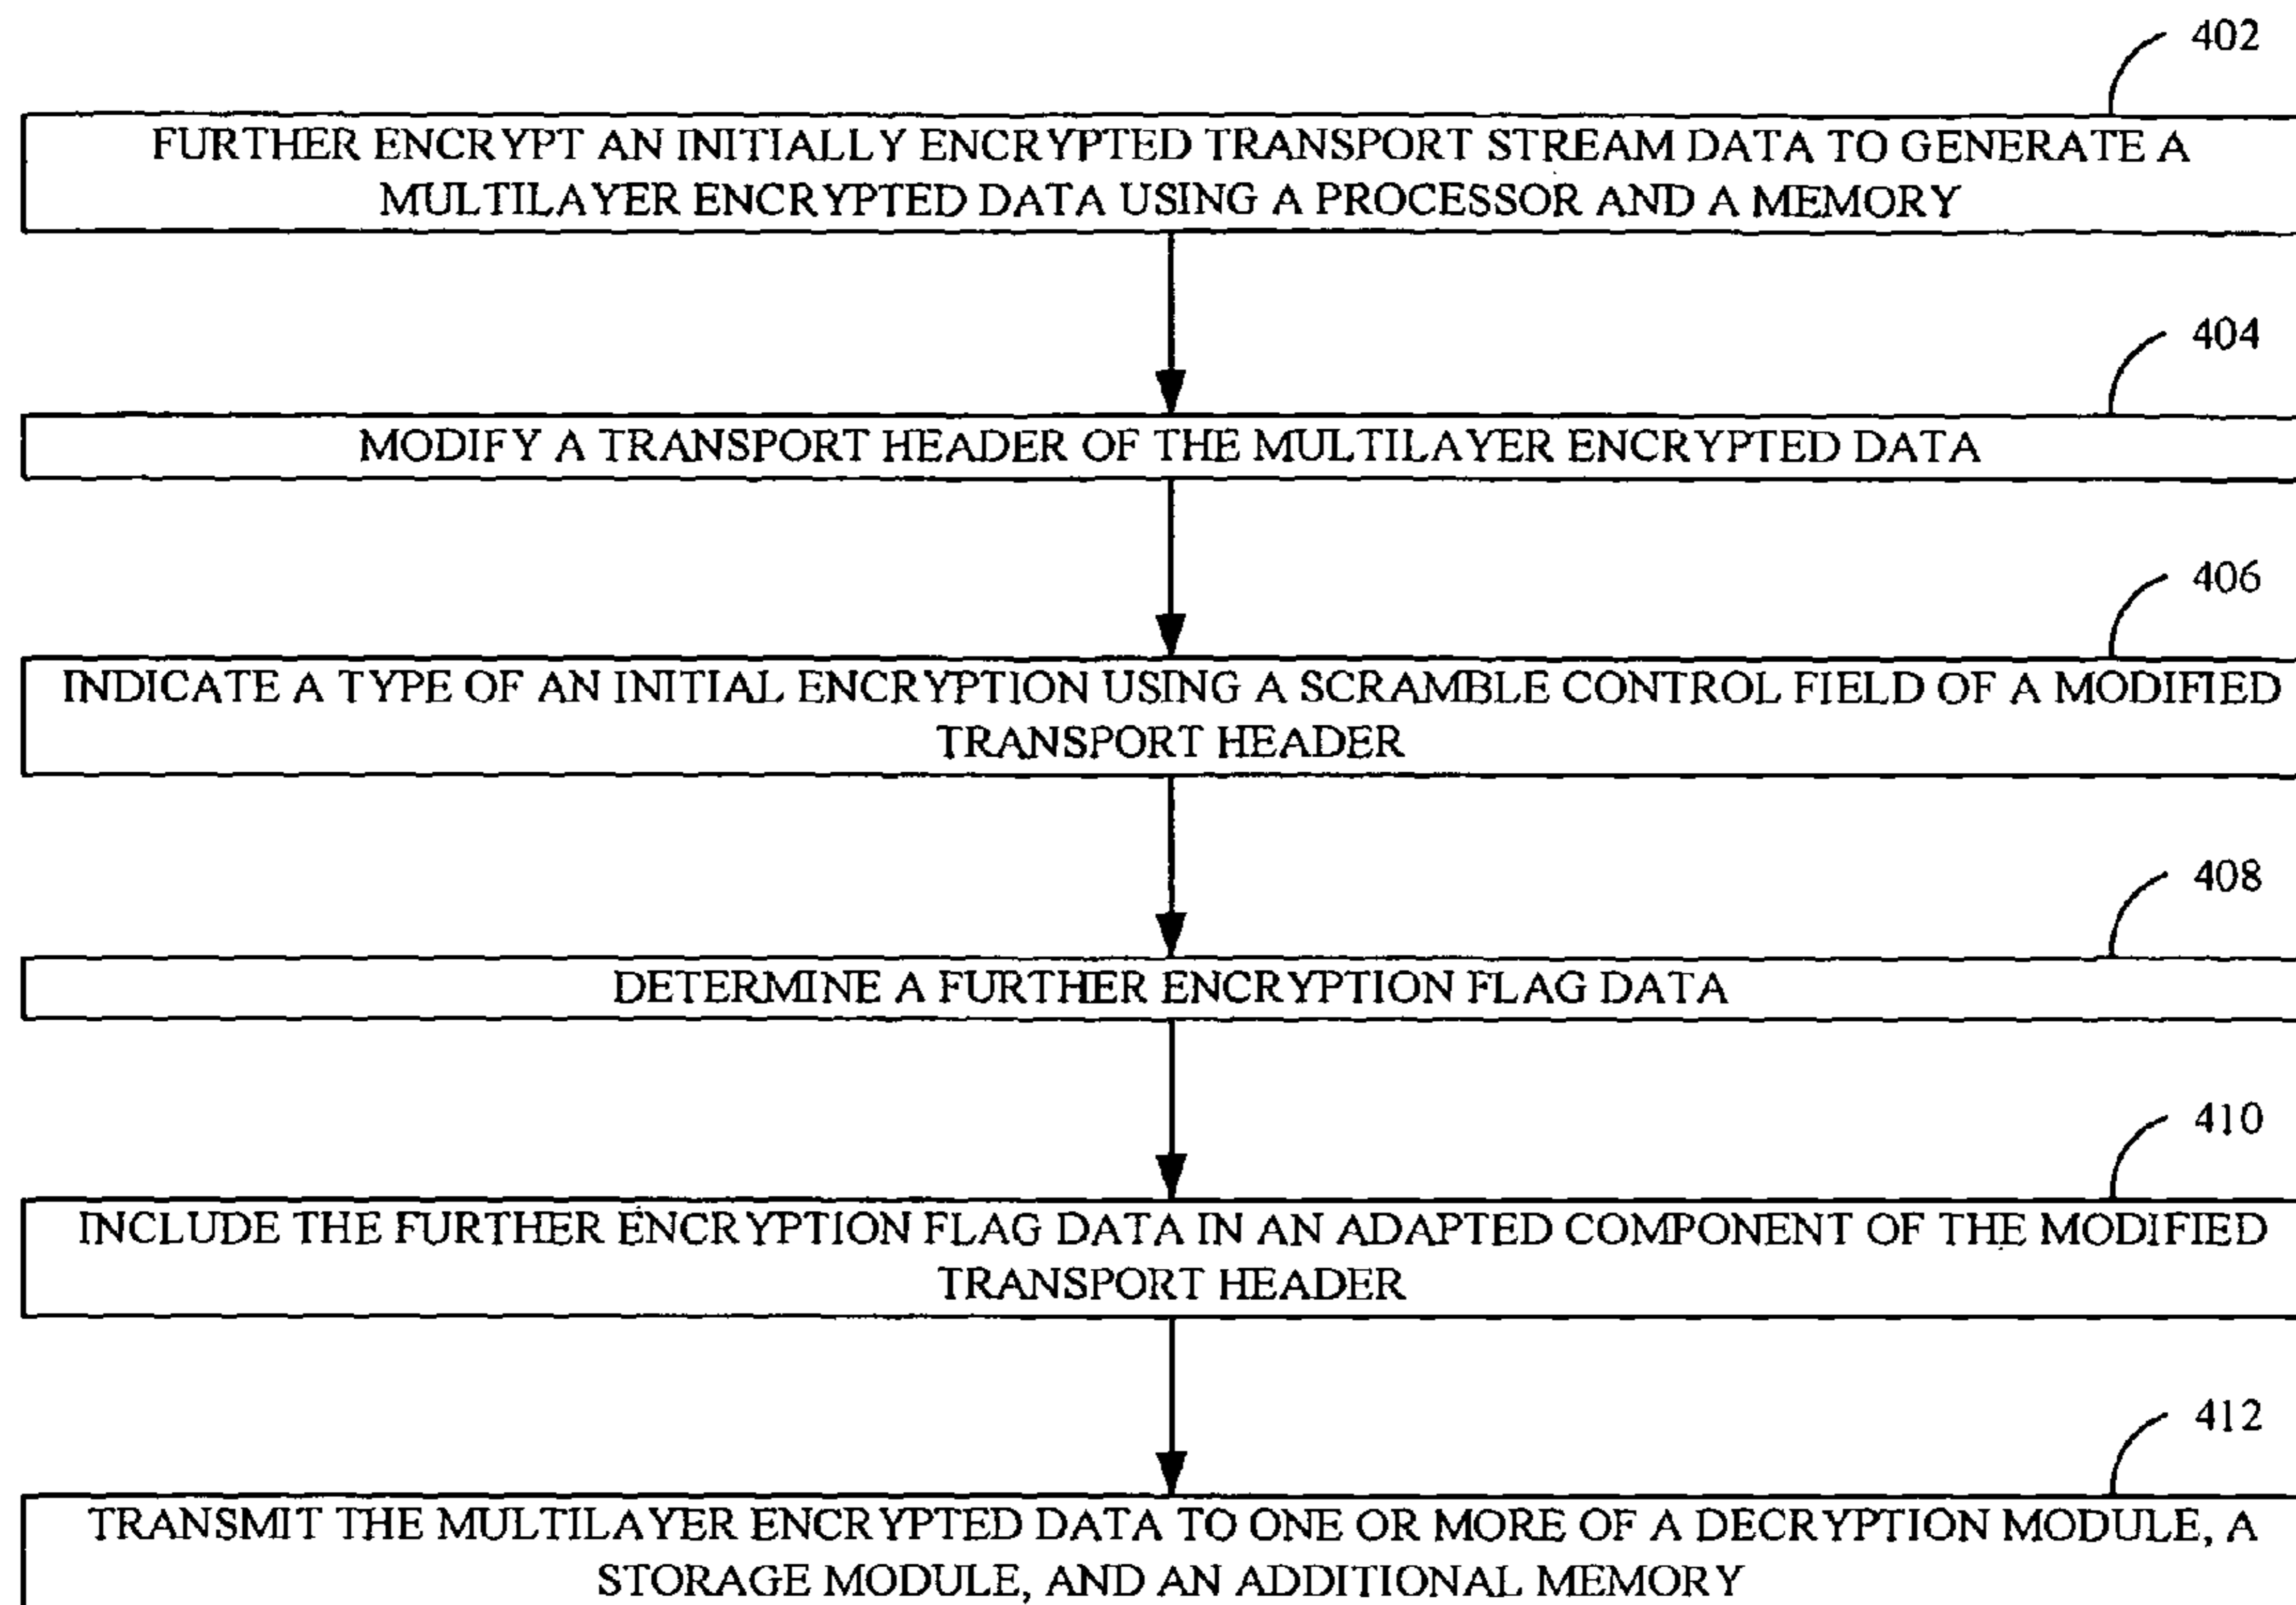 402
FURTHER ENCRYPT AN INITIALLY ENCRYPTED TRANSPORT STREAM DATA TO GENERATE A
MULTILAYER ENCRYPTED DATA USING A PROCESSOR AND A MEMORY
404
MODIFY A TRANSPORT HEADER OF THE MULTILAYER ENCRYPTED DATA
406
INDICATE A TYPE OF AN INITIAL ENCRYPTION USING A SCRAMBLE CONTROL FIELD OF A MODIFIED
TRANSPORT HEADER
408
DETERMINE A FURTHER ENCRYPTION FLAG DATA
410
INCLUDE THE FURTHER ENCRYPTION FLAG DATA IN AN ADAPTED COMPONENT OF THE MODIFIED
TRANSPORT HEADER
412
TRANSMIT THE MULTILAYER ENCRYPTED DATA TO ONE OR MORE OF A DECRYPTION MODULE, A
STORAGE MODULE, AND AN ADDITIONAL MEMORY